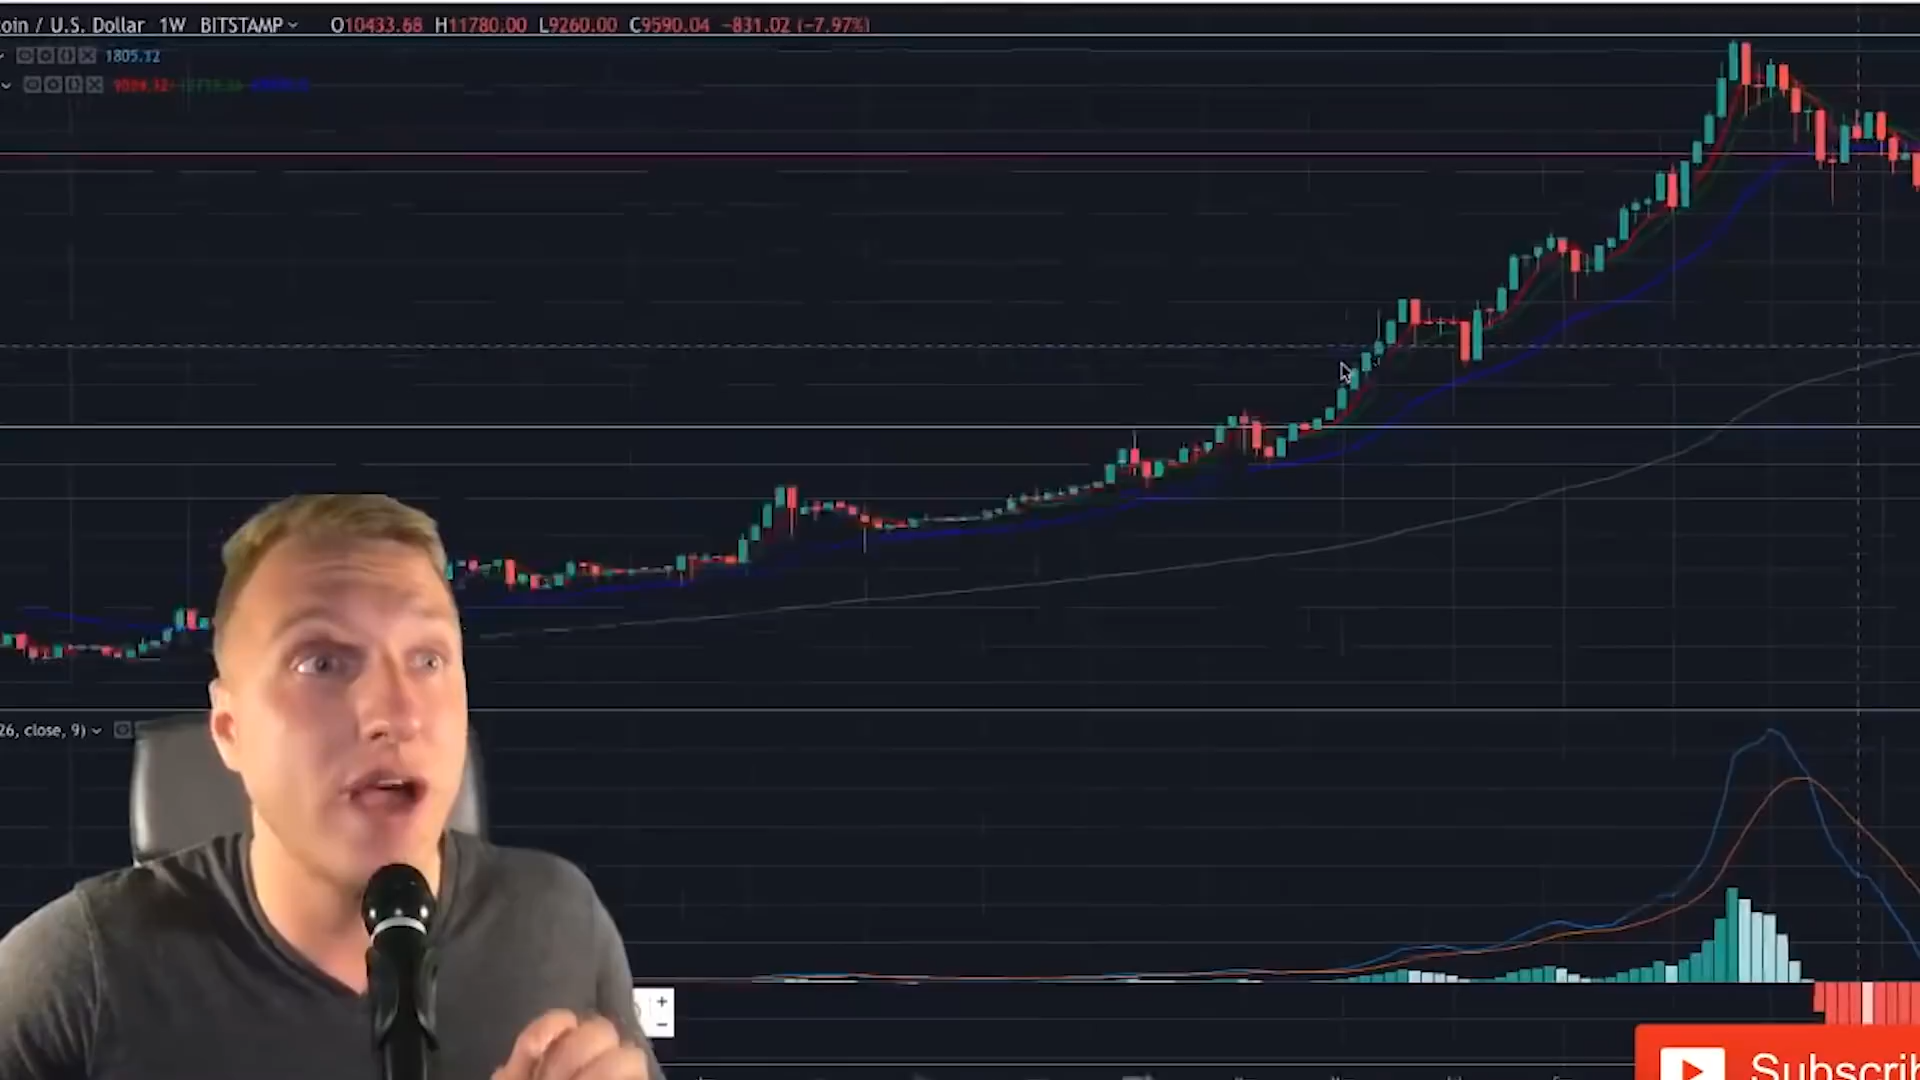 oin / U.S. Dollar 1W BITSTAMP O10433.68 H11780.00 L9260.00 C9590.04 −831.02 (−7.97%)
1805.12
26, close, 9)
+
−
Subscrib